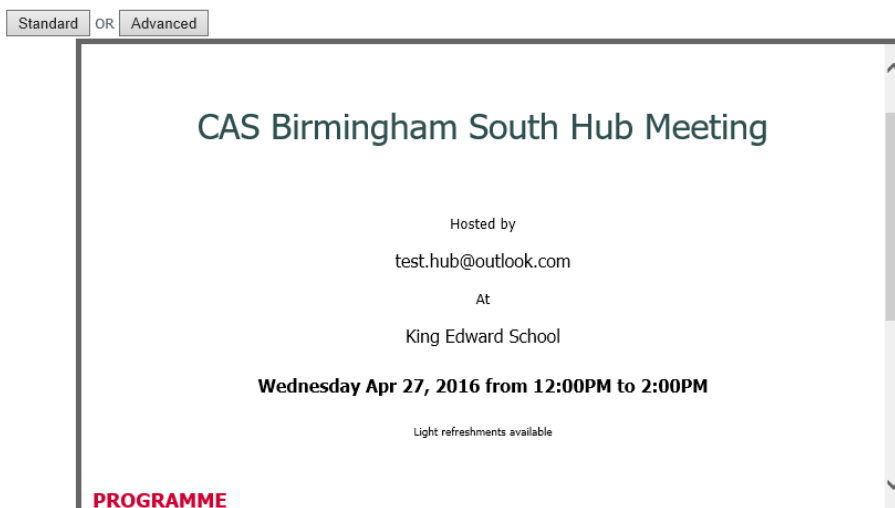 Standard OR Advanced
CAS Birmingham South Hub Meeting
Hosted by
test.hub@outlook.com
At
King Edward School
Wednesday Apr 27, 2016 from 12:00PM to 2:00PM
Light refreshments available
PROGRAMME